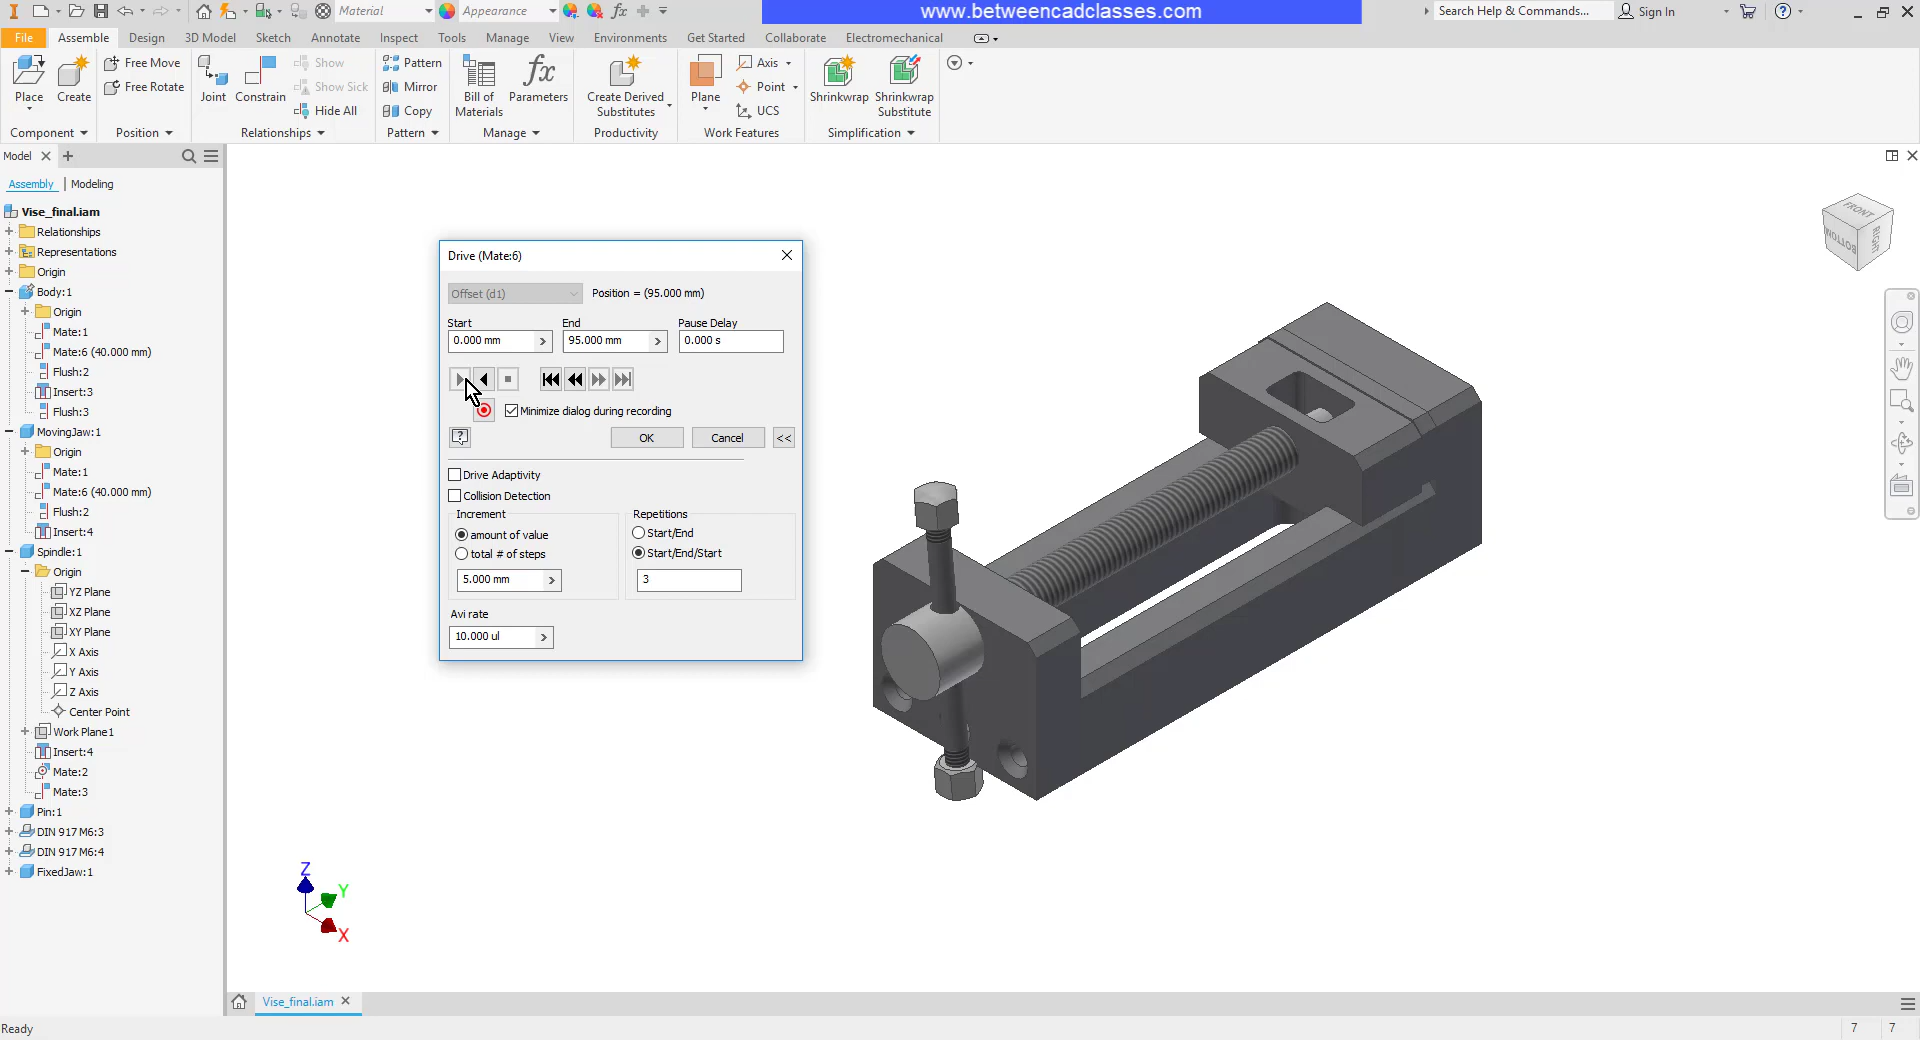 Material
Appearance
fx
www.betweencadclasses.com
Search Help & Commands...
Sign In
File
Assemble
Design
3D Model
Sketch
Annotate
Inspect
Tools
Manage
View
Environments
Get Started
Collaborate
Electromechanical
Place
Create
Free Move
Free Rotate
Joint
Constrain
Show
Show Sick
Hide All
Pattern
Mirror
Copy
Bill of
Materials
fx
Parameters
Create Derived
Substitutes
Plane
Axis
Point
UCS
Shrinkwrap
Shrinkwrap
Substitute
Component
Position
Relationships
Pattern
Manage
Productivity
Work Features
Simplification
Model
Assembly
Modeling
Vise_final.iam
Relationships
Representations
Origin
Body:1
Origin
Mate:1
Mate:6 (40.000 mm)
Flush:2
Insert:3
Flush:3
MovingJaw:1
Origin
Mate:1
Mate:6 (40.000 mm)
Flush:2
Insert:4
Spindle:1
Origin
YZ Plane
XZ Plane
XY Plane
X Axis
Y Axis
Z Axis
Center Point
Work Plane1
Insert:4
Mate:2
Mate:3
Pin:1
DIN 917 M6:3
DIN 917 M6:4
FixedJaw:1
Drive (Mate:6)
Offset (d1)
Position = (95.000 mm)
Start
End
Pause Delay
0.000 mm
95.000 mm
0.000 s
Minimize dialog during recording
OK
Cancel
<<
Drive Adaptivity
Collision Detection
Increment
Repetitions
amount of value
Start/End
total # of steps
Start/End/Start
5.000 mm
3
Avi rate
10.000 ul
FRONT
BOTTOM
RIGHT
Z
Y
X
Vise_final.iam
Ready
7
7